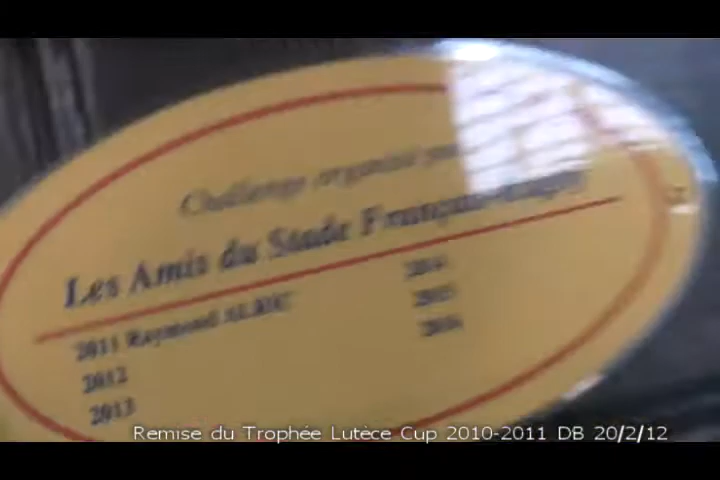 Challenge organisé par
Les Amis du Stade Français Rugby
2011 Raymond
2012
2013
2014
2015
2016
Remise du Trophée Lutèce Cup 2010-2011 DB 20/2/12